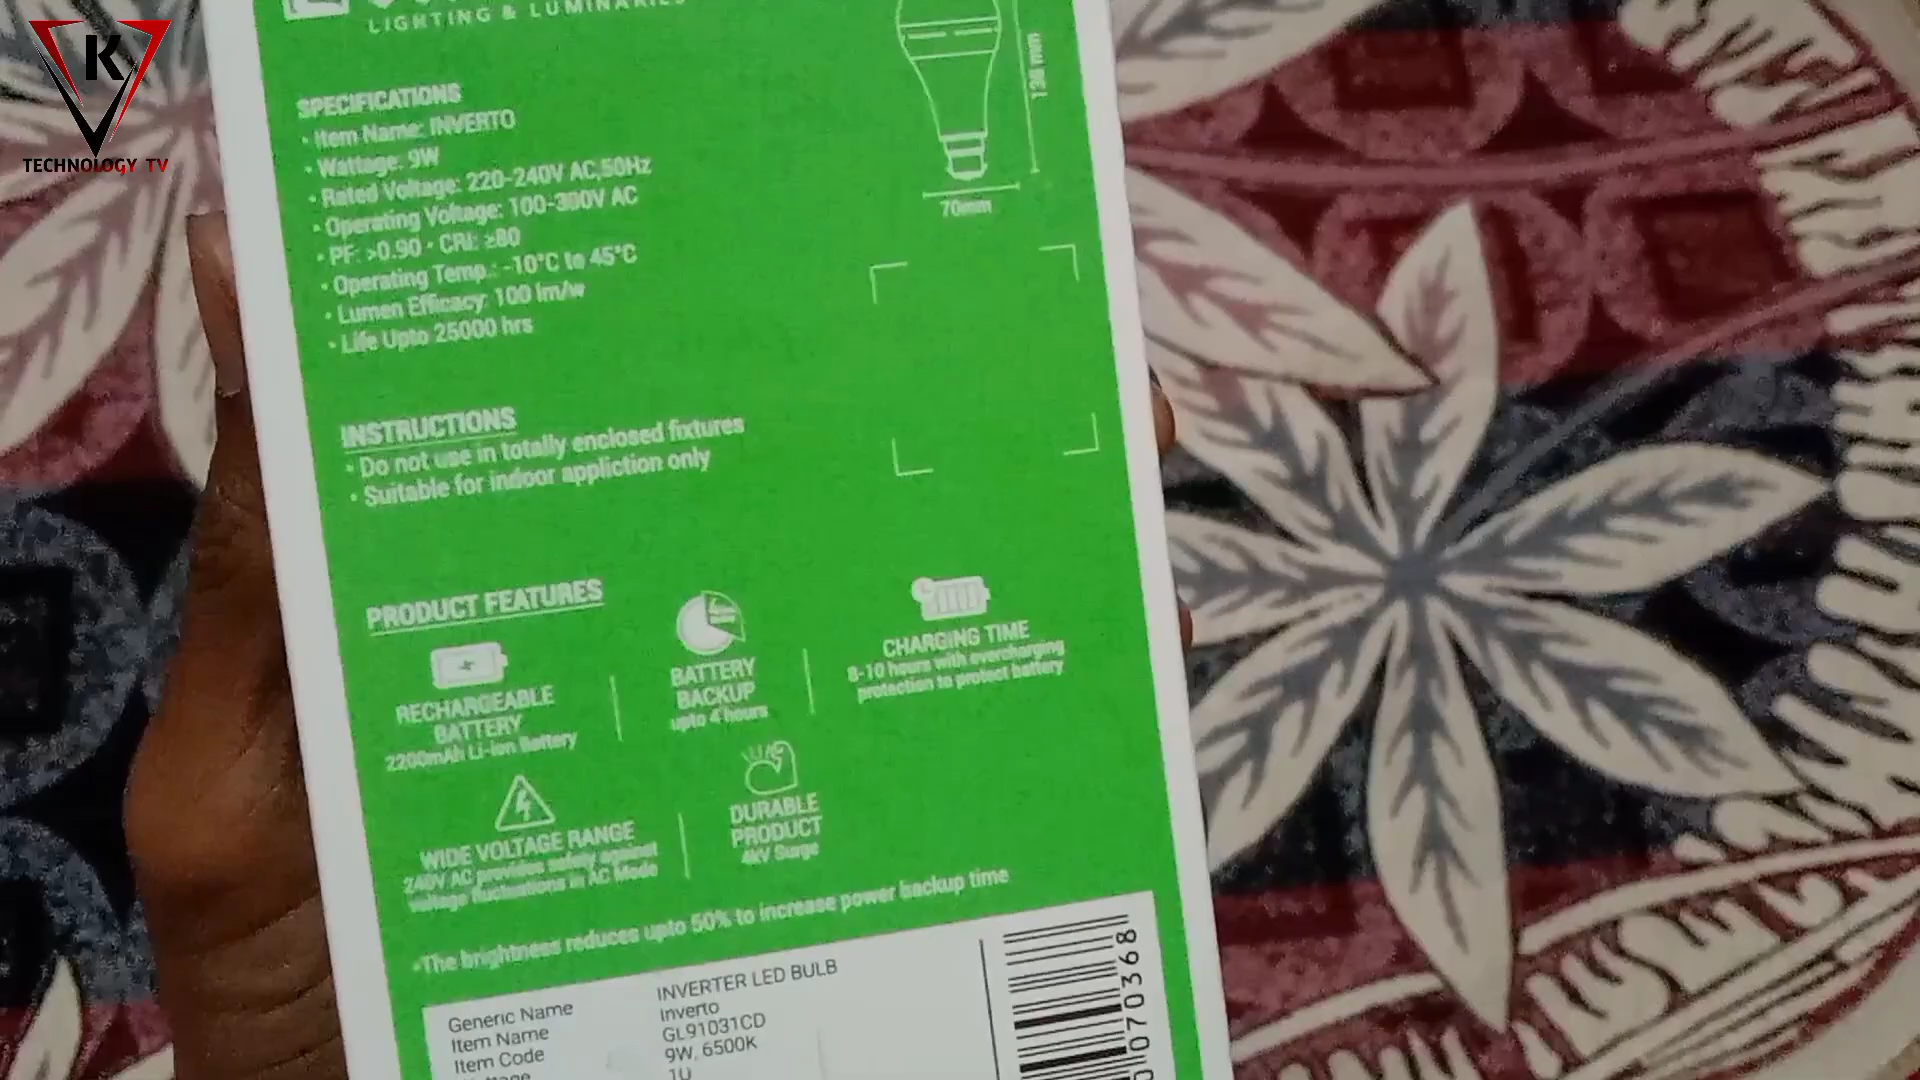 K
TECHNOLOGY TV
LIGHTING & LUMINARIES
138 mm
70mm
SPECIFICATIONS
• Item Name: INVERTO
• Wattage: 9W
• Rated Voltage: 220-240V AC,50Hz
• Operating Voltage: 100-300V AC
• PF: >0.90 • CRI: ≥80
• Operating Temp.: -10°C to 45°C
• Lumen Efficacy: 100 lm/w
• Life Upto 25000 hrs
INSTRUCTIONS
• Do not use in totally enclosed fixtures
• Suitable for indoor appliction only
PRODUCT FEATURES
RECHARGEABLE
BATTERY
2200mAh Li-ion Battery
BATTERY
BACKUP
upto 4 hours
CHARGING TIME
8-10 hours with overcharging
protection to protect battery
WIDE VOLTAGE RANGE
240V AC provides safety against
voltage fluctuations in AC Mode
DURABLE
PRODUCT
4kV Surge
•The brightness reduces upto 50% to increase power backup time
Generic Name INVERTER LED BULB
Item Name Inverto
Item Code GL91031CD
9W, 6500K
1U
070368